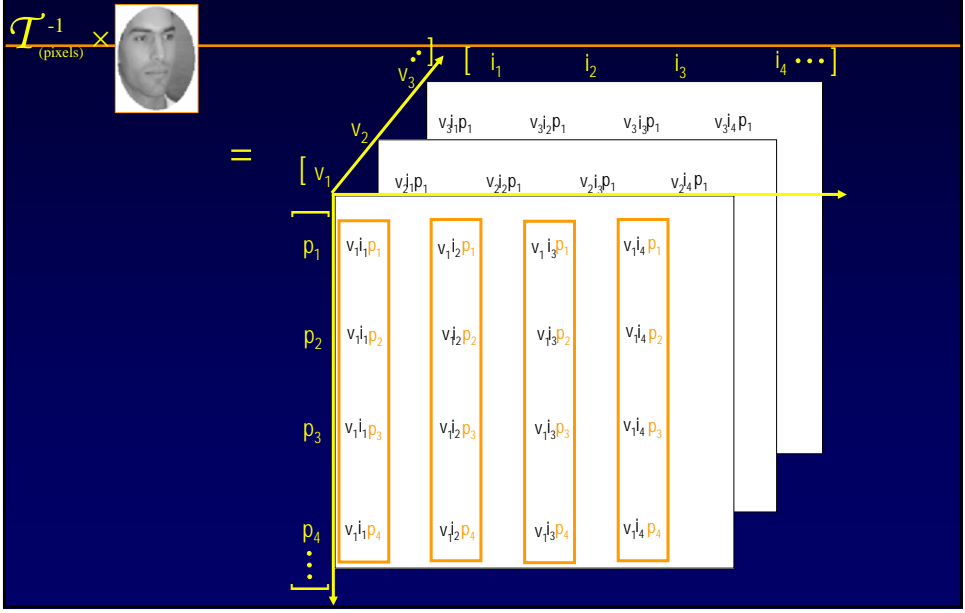 𝒯⁻¹(pixels) ×
=
[ v₁ v₂ v₃ ⋰ ]
[ i₁ i₂ i₃ i₄ ••• ]
v₃i₁p₁ v₃i₂p₁ v₃i₃p₁ v₃i₄p₁
v₂i₁p₁ v₂i₂p₁ v₂i₃p₁ v₂i₄p₁
p₁ v₁i₁p₁ v₁i₂p₁ v₁i₃p₁ v₁i₄p₁
p₂ v₁i₁p₂ v₁i₂p₂ v₁i₃p₂ v₁i₄p₂
p₃ v₁i₁p₃ v₁i₂p₃ v₁i₃p₃ v₁i₄p₃
p₄ v₁i₁p₄ v₁i₂p₄ v₁i₃p₄ v₁i₄p₄
⋮